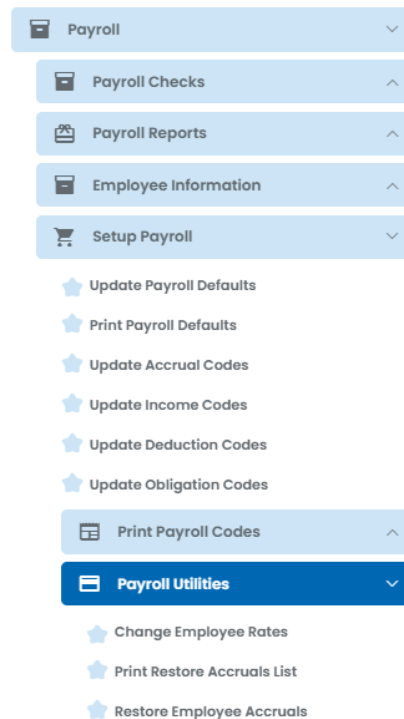 Payroll
Payroll Checks
Payroll Reports
Employee Information
Setup Payroll
Update Payroll Defaults
Print Payroll Defaults
Update Accrual Codes
Update Income Codes
Update Deduction Codes
Update Obligation Codes
Print Payroll Codes
Payroll Utilities
Change Employee Rates
Print Restore Accruals List
Restore Employee Accruals